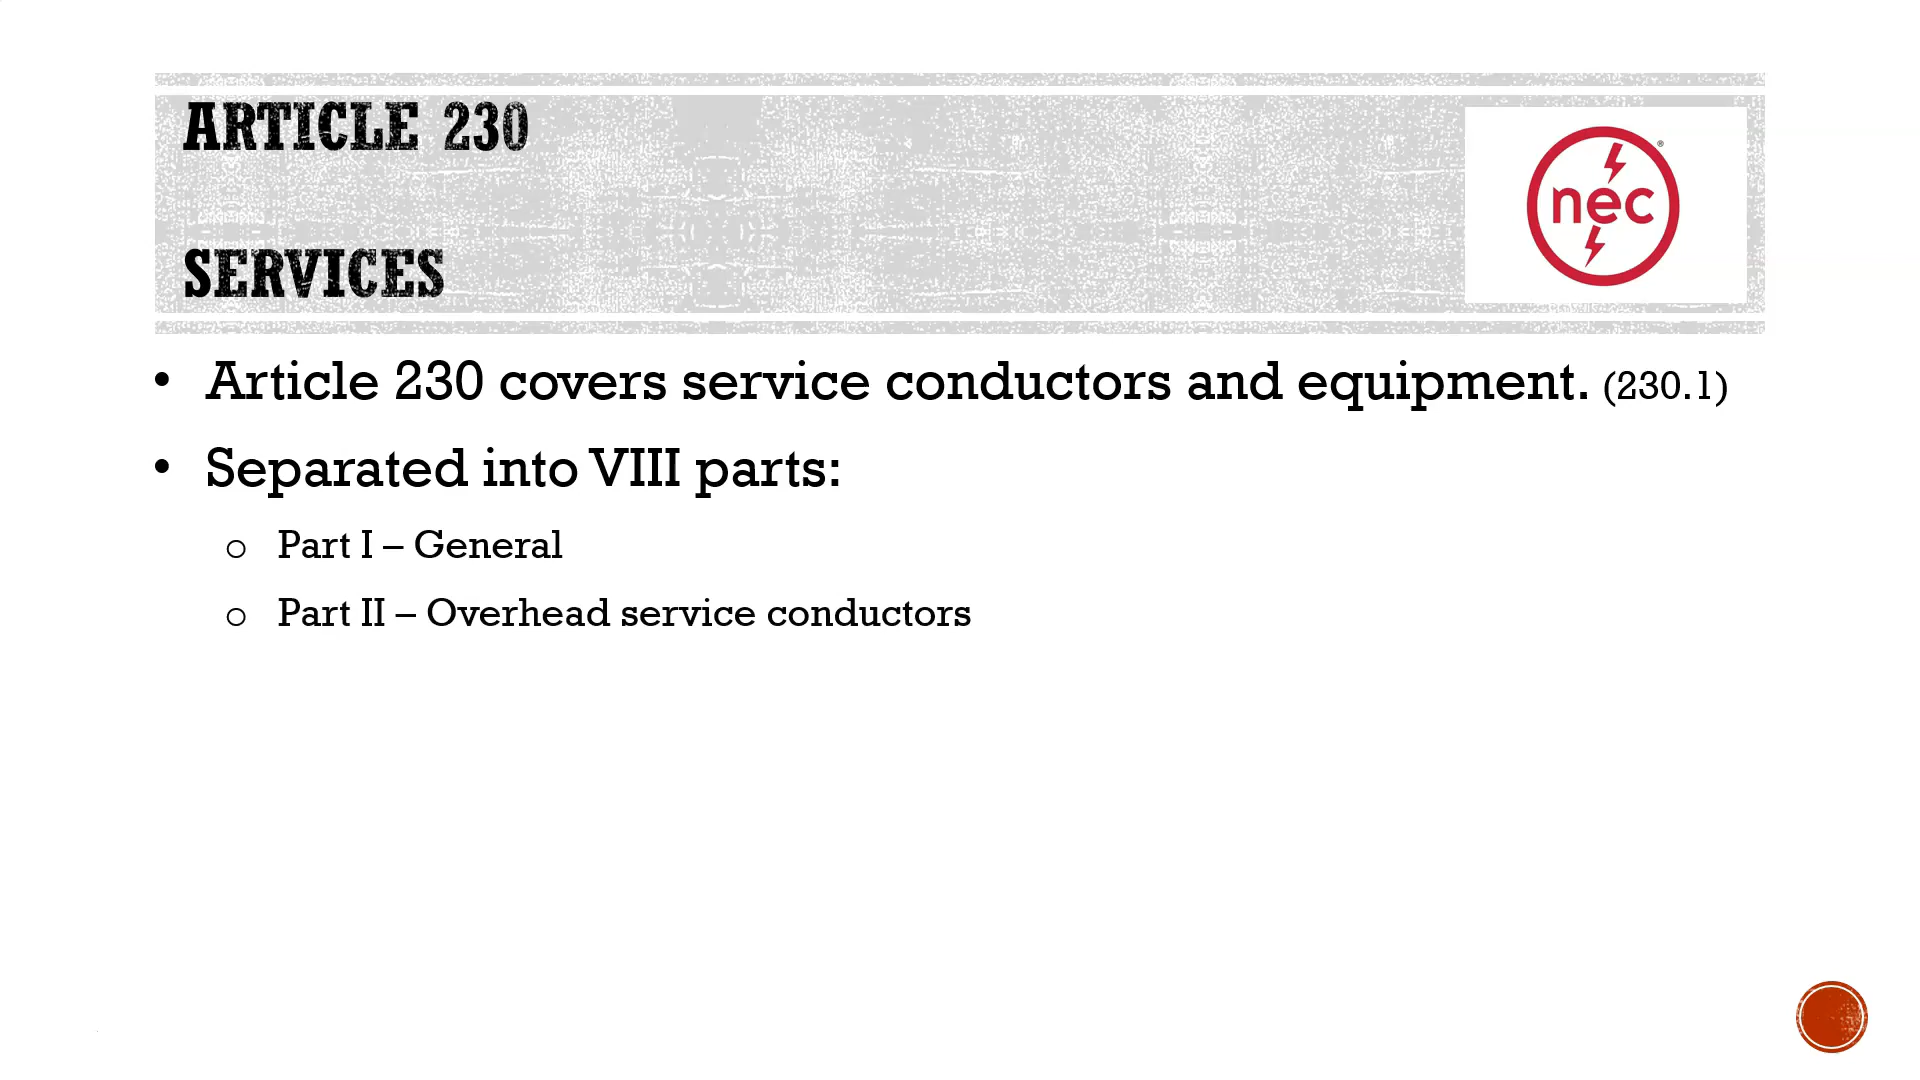 ARTICLE 230
SERVICES
nec®
• Article 230 covers service conductors and equipment. (230.1)
• Separated into VIII parts:
o Part I – General
o Part II – Overhead service conductors